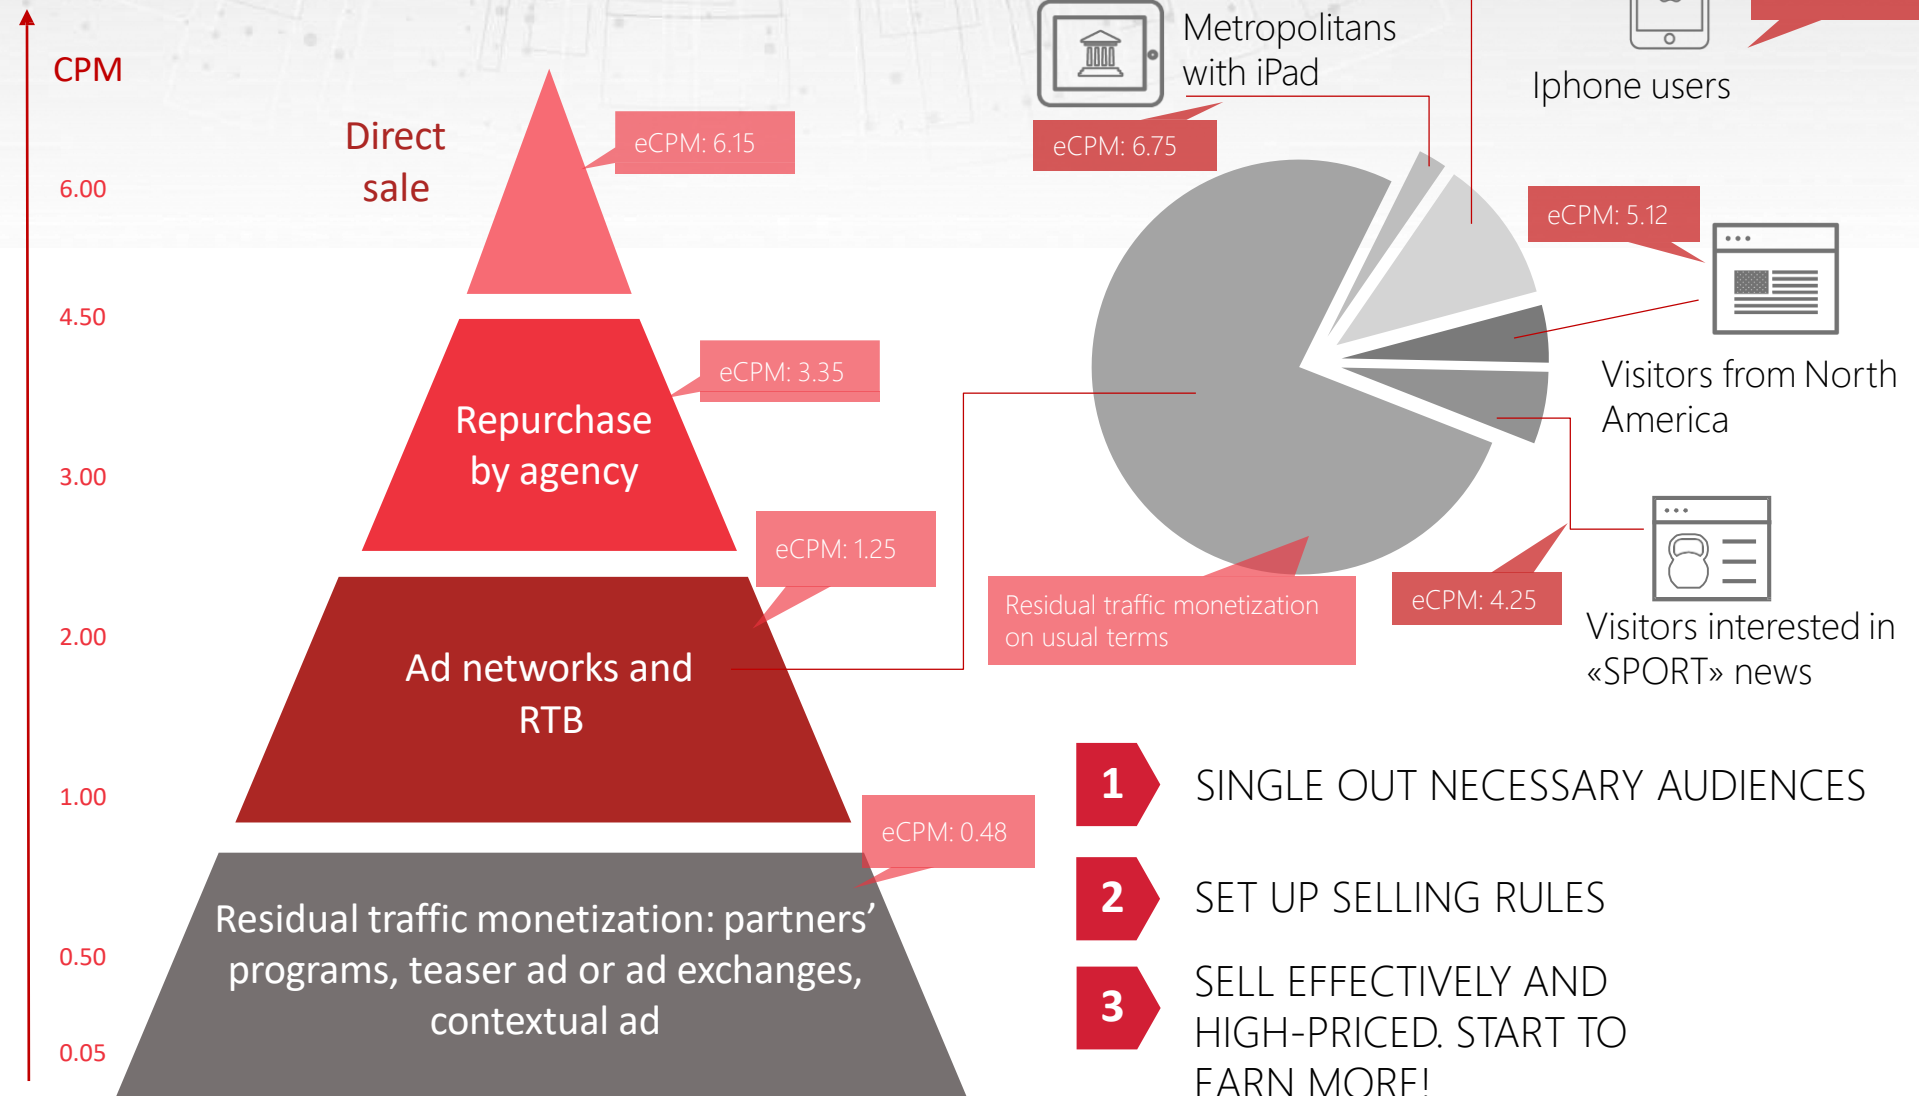 CPM
6.00
4.50
3.00
2.00
1.00
0.50
0.05
Direct
sale
eCPM: 6.15
Repurchase
by agency
eCPM: 3.35
Ad networks and
RTB
eCPM: 1.25
Residual traffic monetization: partners’
programs, teaser ad or ad exchanges,
contextual ad
eCPM: 0.48
Metropolitans
with iPad
eCPM: 6.75
Iphone users
eCPM: 5.12
Visitors from North
America
eCPM: 4.25
Visitors interested in
«SPORT» news
Residual traffic monetization
on usual terms
1
SINGLE OUT NECESSARY AUDIENCES
2
SET UP SELLING RULES
3
SELL EFFECTIVELY AND
HIGH-PRICED. START TO
EARN MORE!